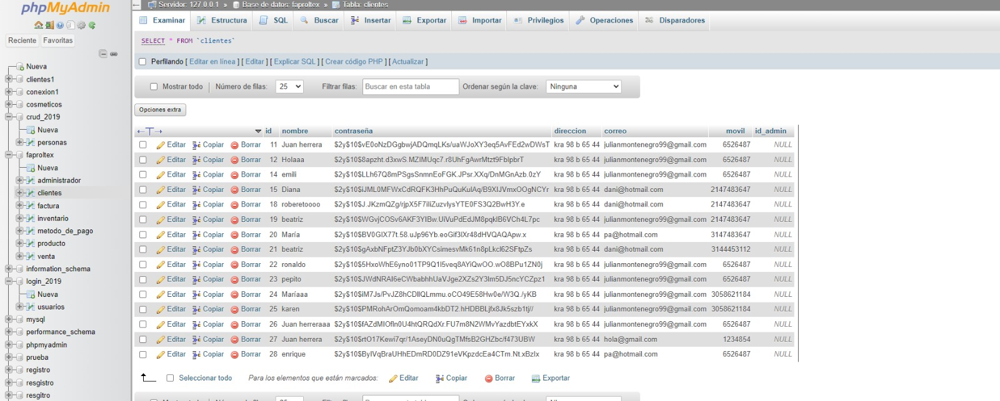 phpMyAdmin
Reciente Favoritas
Nueva
clientes1
conexion1
cosmeticos
crud_2019
Nueva
personas
faproltex
Nueva
administrador
clientes
factura
inventario
metodo_de_pago
producto
venta
information_schema
login_2019
Nueva
usuarios
mysql
performance_schema
phpmyadmin
prueba
registro
resgistro
resgitro
Servidor: 127.0.0.1 » Base de datos: faproltex » Tabla: clientes
Examinar Estructura SQL Buscar Insertar Exportar Importar Privilegios Operaciones Disparadores
SELECT * FROM `clientes`
Perfilando [ Editar en línea ] [ Editar ] [ Explicar SQL ] [ Crear código PHP ] [ Actualizar ]
Mostrar todo Número de filas: 25 Filtrar filas: Buscar en esta tabla Ordenar según la clave: Ninguna
Opciones extra
id nombre contraseña direccion correo movil id_admin
Editar Copiar Borrar 11 Juan herrera $2y$10$vE0oNzDGgbwjADQmqLKs/uaWJoXY3eq5AvFEd2wDWsT kra 98 b 65 44 julianmontenegro99@gmail.com 6526487 NULL
Editar Copiar Borrar 12 Holaaa $2y$10$8apzht.d3xwS.MZIMUqc7.r8UhFgAwrMtzt9FblpbrT kra 98 b 65 44 julianmontenegro99@gmail.com 6526487 NULL
Editar Copiar Borrar 14 emili $2y$10$LLh67Q8mPSgsSnmnEoFGK.JPsr.XXq/DnMGnAzb.0zY kra 98 b 65 44 julianmontenegro99@gmail.com 6526487 NULL
Editar Copiar Borrar 15 Diana $2y$10$iJML0MFWxCdRQFK3HhPuQuKulAq/B9XIJVmxOOgNCYr kra 98 b 65 44 dani@hotmail.com 2147483647 NULL
Editar Copiar Borrar 18 roberetoooo $2y$10$J.JKzmQZg/rjpX5F7iliZuzvlysYTE0FS3Q2BwH3Y.e kra 98 b 65 44 dani@hotmail.com 2147483647 NULL
Editar Copiar Borrar 19 beatriz $2y$10$WGvjCOSv6AKF3YIBw.UiVuPdEdJM8pqklB6VCh4L7pc kra 98 b 65 44 julianmontenegro99@gmail.com 2147483647 NULL
Editar Copiar Borrar 20 María $2y$10$BV0GIX77t.58.uJp96Yb.eoGif3lXr48dHVQAQApw.x kra 98 b 65 44 pa@hotmail.com 3147483647 NULL
Editar Copiar Borrar 21 beatriz $2y$10$gAxbNFptZ3YJb0bXYCsimesvMk61n8pLkcl62SFtpZs kra 98 b 65 44 dani@hotmail.com 3144453112 NULL
Editar Copiar Borrar 22 ronaldo $2y$10$5HxoWhE6yno01TP9Q1l5veq8AYiQwOO.wO8BPu1ZN0j kra 98 b 65 44 julianmontenegro99@gmail.com 6526487 NULL
Editar Copiar Borrar 23 pepito $2y$10$JWdNRAI6eCWbabhhUaVJge2XZs2Y3lm5DJ5ncYCZpz1 kra 98 b 65 44 julianmontenegro99@gmail.com 6526487 NULL
Editar Copiar Borrar 24 Maríaaa $2y$10$iM7Js/PvJZ8hCDIlQLmmu.oCO49E58Hw0e/W3Q./yKB kra 98 b 65 44 julianmontenegro99@gmail.com 3058621184 NULL
Editar Copiar Borrar 25 karen $2y$10$PMRohArOmQomoam4kbDT2.hHDBBLjfx8Jk5szb1tj// kra 98 b 65 44 julianmontenegro99@gmail.com 3058621184 NULL
Editar Copiar Borrar 26 Juan herreraaa $2y$10$fAZdMIOfln0U4htQRQdXr.FU7m8N2WMvYazdbtEYxkX kra 98 b 65 44 julianmontenegro99@gmail.com 6526487 NULL
Editar Copiar Borrar 27 Juan herrera $2y$10$rtO17Kewi7qr/1AseyDN0uQgTMfsB2GHZbc/f473UBW kra 98 b 65 44 hola@gmail.com 1234854 NULL
Editar Copiar Borrar 28 enrique $2y$10$ByIVqBraUHhEDmRD0DZ91eVKpzdcEa4CTm.Nt.xBzIx kra 98 b 65 44 pa@hotmail.com 6526487 NULL
Seleccionar todo Para los elementos que están marcados: Editar Copiar Borrar Exportar